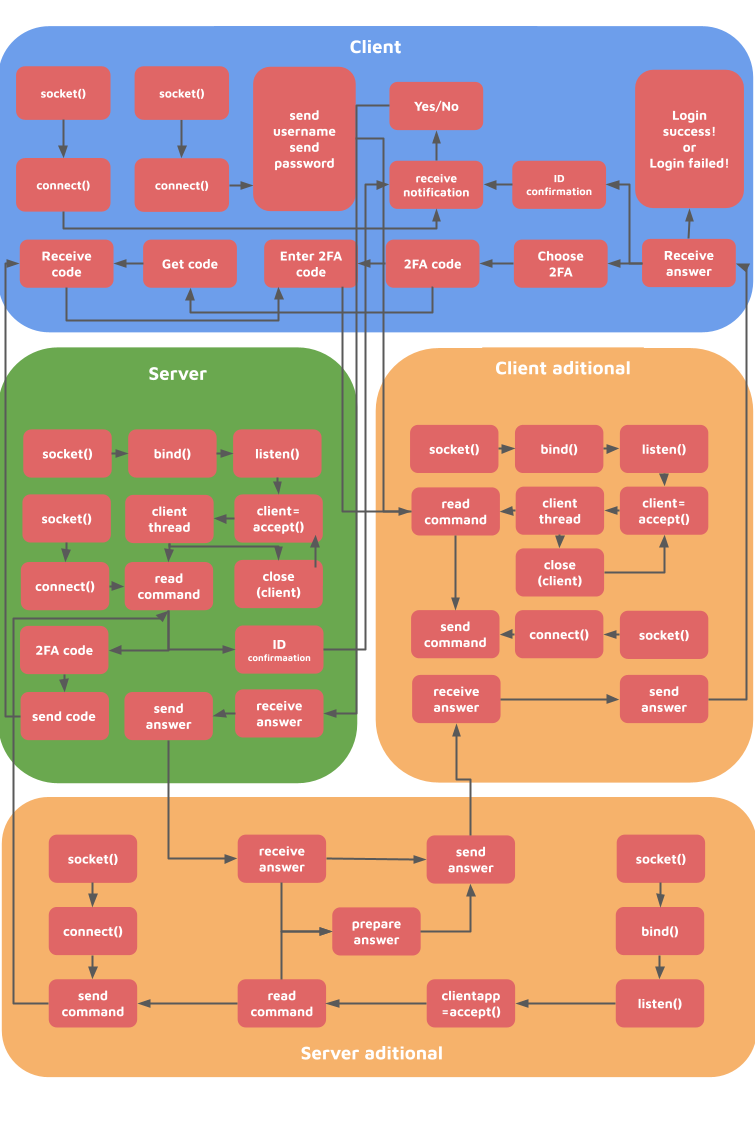 Client
socket()
socket()
send
username
send
password
Yes/No
Login
success!
or
Login failed!
connect()
connect()
receive
notification
ID
confirmation
Receive
code
Get code
Enter 2FA
code
2FA code
Choose
2FA
Receive
answer
Server
socket()
bind()
listen()
socket()
client
thread
client=
accept()
connect()
read
command
close
(client)
2FA code
ID
confirmaation
send code
send
answer
receive
answer
Client aditional
socket()
bind()
listen()
read
command
client
thread
client=
accept()
close
(client)
send
command
connect()
socket()
receive
answer
send
answer
socket()
receive
answer
send
answer
socket()
connect()
prepare
answer
bind()
send
command
read
command
clientapp
=accept()
listen()
Server aditional